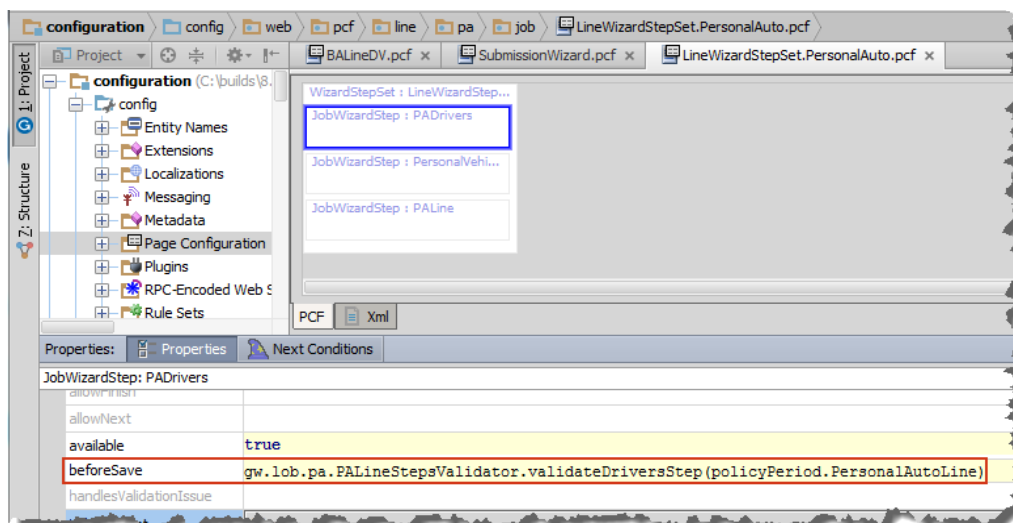 configuration config web pcf line pa job LineWizardStepSet.PersonalAuto.pcf
1: Project
Z: Structure
Project
BALineDV.pcf x SubmissionWizard.pcf x LineWizardStepSet.PersonalAuto.pcf x
configuration (C:\builds\8.
config
Entity Names
Extensions
Localizations
Messaging
Metadata
Page Configuration
Plugins
RPC-Encoded Web S
Rule Sets
WizardStepSet : LineWizardStep...
JobWizardStep : PADrivers
JobWizardStep : PersonalVehi...
JobWizardStep : PALine
PCF Xml
Properties: Properties Next Conditions
JobWizardStep: PADrivers
allowFinish
allowNext
available true
beforeSave gw.lob.pa.PALineStepsValidator.validateDriversStep(policyPeriod.PersonalAutoLine)
handlesValidationIssue